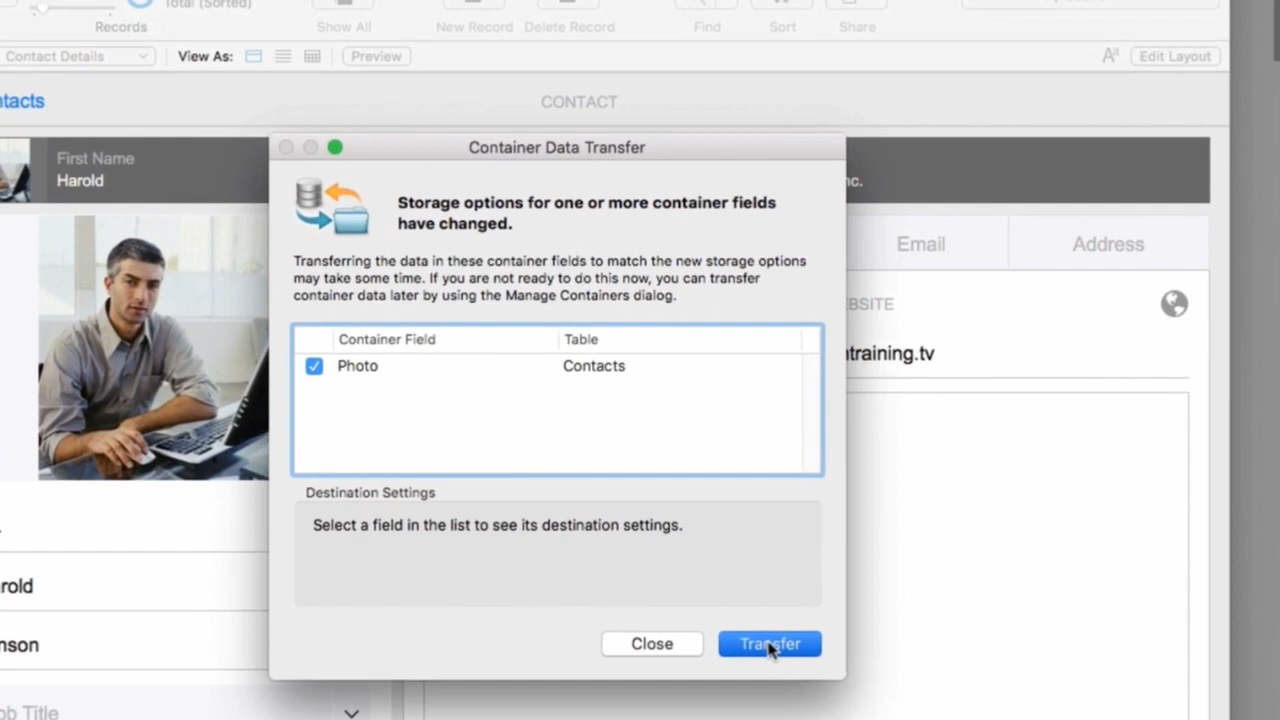 Total (Sorted)
Records
Show All
New Record
Delete Record
Find
Sort
Share
Contact Details
View As:
Preview
Edit Layout
ntacts
CONTACT
First Name
Harold
nc.
Container Data Transfer
Storage options for one or more container fields
have changed.
Transferring the data in these container fields to match the new storage options
may take some time. If you are not ready to do this now, you can transfer
container data later by using the Manage Containers dialog.
Container Field
Table
Photo
Contacts
Destination Settings
Select a field in the list to see its destination settings.
Close
Transfer
Email
Address
EBSITE
ntraining.tv
rold
nson
ob Title